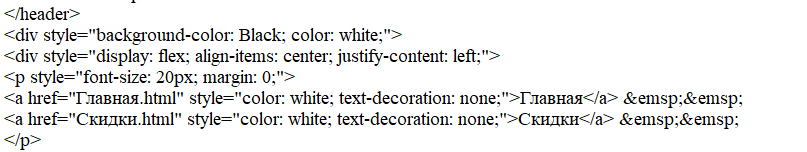 </header>
<div style="background-color: Black; color: white;">
<div style="display: flex; align-items: center; justify-content: left;">
<p style="font-size: 20px; margin: 0;">
<a href="Главная.html" style="color: white; text-decoration: none;">Главная</a> &emsp;&emsp;
<a href="Скидки.html" style="color: white; text-decoration: none;">Скидки</a> &emsp;&emsp;
</p>